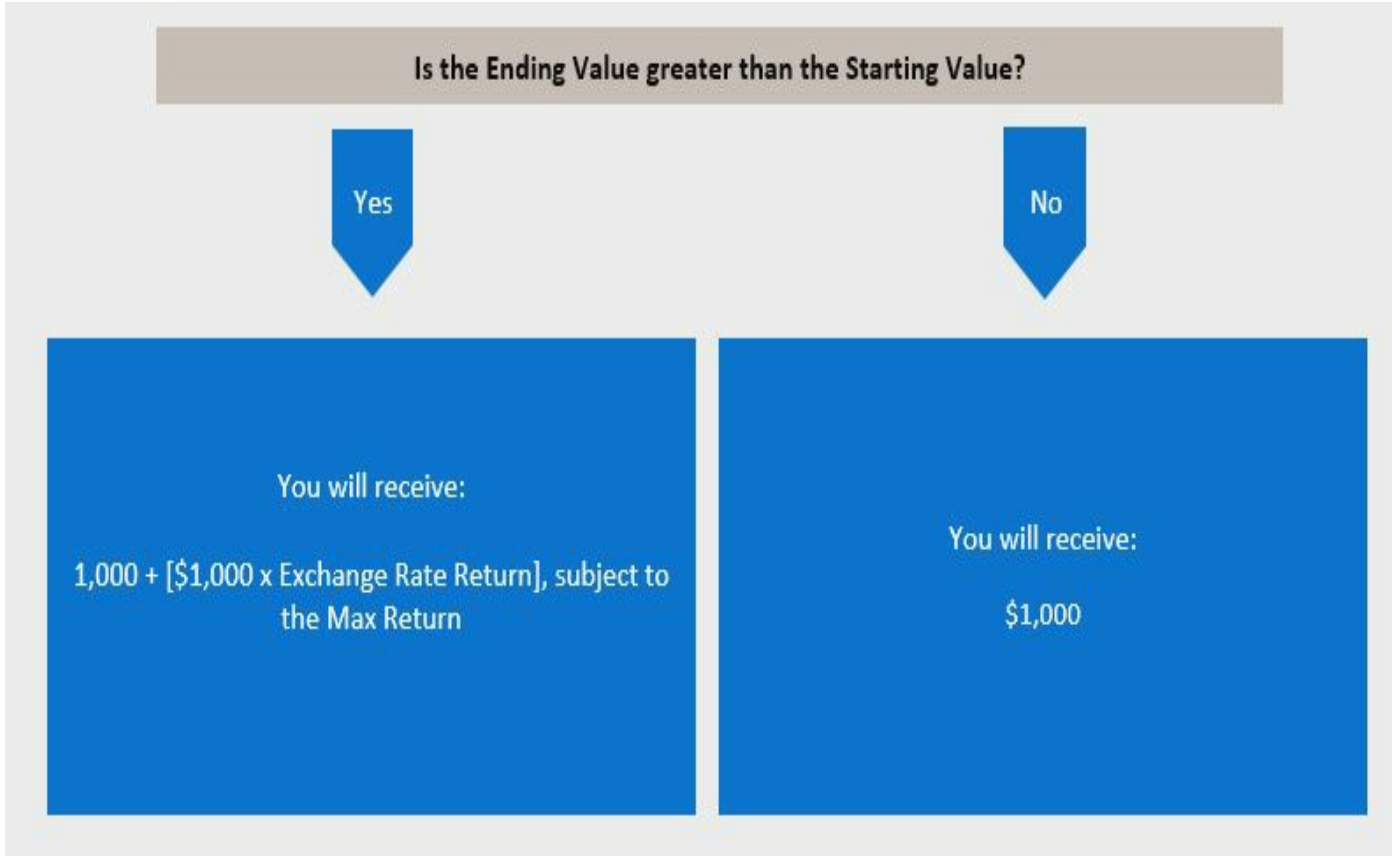 Is the Ending Value greater than the Starting Value?
Yes
No
You will receive:
1,000 + [$1,000 x Exchange Rate Return], subject to
the Max Return
You will receive:
$1,000